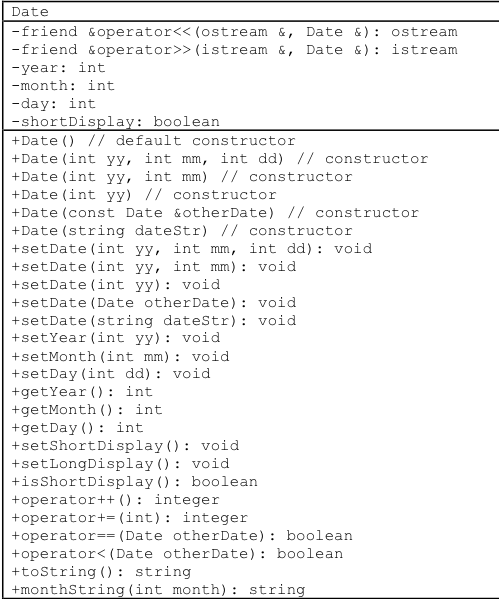 Date
-friend &operator<<(ostream &, Date &): ostream
-friend &operator>>(istream &, Date &): istream
-year: int
-month: int
-day: int
-shortDisplay: boolean
+Date() // default constructor
+Date(int yy, int mm, int dd) // constructor
+Date(int yy, int mm) // constructor
+Date(int yy) // constructor
+Date(const Date &otherDate) // constructor
+Date(string dateStr) // constructor
+setDate(int yy, int mm, int dd): void
+setDate(int yy, int mm): void
+setDate(int yy): void
+setDate(Date otherDate): void
+setDate(string dateStr): void
+setYear(int yy): void
+setMonth(int mm): void
+setDay(int dd): void
+getYear(): int
+getMonth(): int
+getDay(): int
+setShortDisplay(): void
+setLongDisplay(): void
+isShortDisplay(): boolean
+operator++(): integer
+operator+=(int): integer
+operator==(Date otherDate): boolean
+operator<(Date otherDate): boolean
+toString(): string
+monthString(int month): string